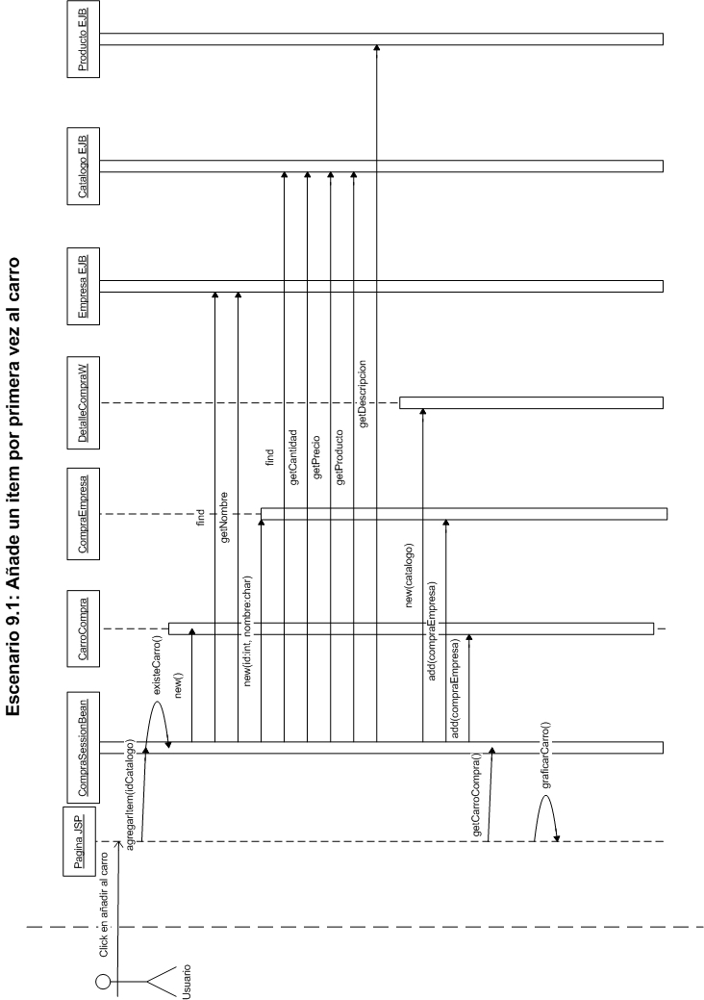 Escenario 9.1: Añade un item por primera vez al carro
Usuario
Pagina JSP
CompraSessionBean
CarroCompra
CompraEmpresa
DetalleCompraW
Empresa EJB
Catalogo EJB
Producto EJB
Click en añadir al carro
agregarItem(idCatalogo)
existeCarro()
new()
find
getNombre
new(id:int, nombre:char)
find
getCantidad
getPrecio
getProducto
getDescripcion
new(catalogo)
add(compraEmpresa)
add(compraEmpresa)
getCarroCompra()
graficarCarro()